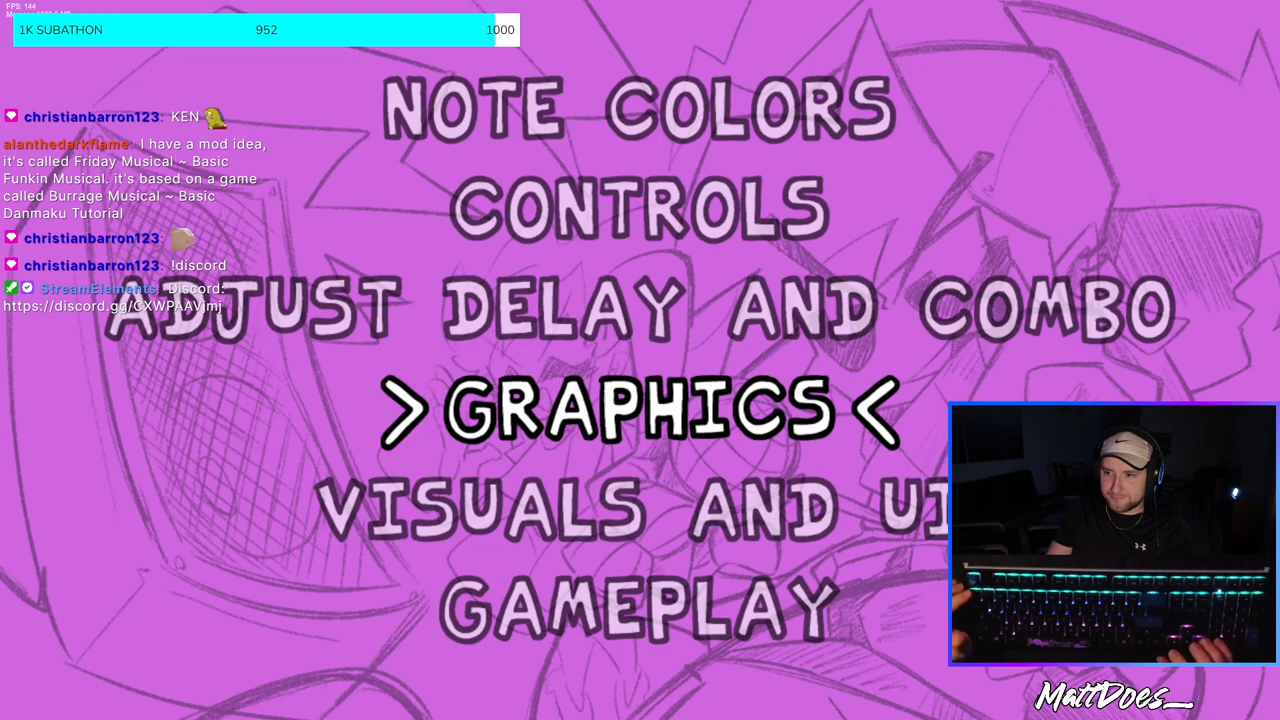 FPS: 144
1K SUBATHON 952 1000
christianbarron123: KEN
alanthedarkflame: I have a mod idea,
it's called Friday Musical ~ Basic
Funkin Musical. it's based on a game
called Burrage Musical ~ Basic
Danmaku Tutorial
christianbarron123:
christianbarron123: !discord
StreamElements: Discord:
https://discord.gg/CXWPAAVjmj
NOTE COLORS
CONTROLS
ADJUST DELAY AND COMBO
>GRAPHICS<
VISUALS AND UI
GAMEPLAY
MattDoes_